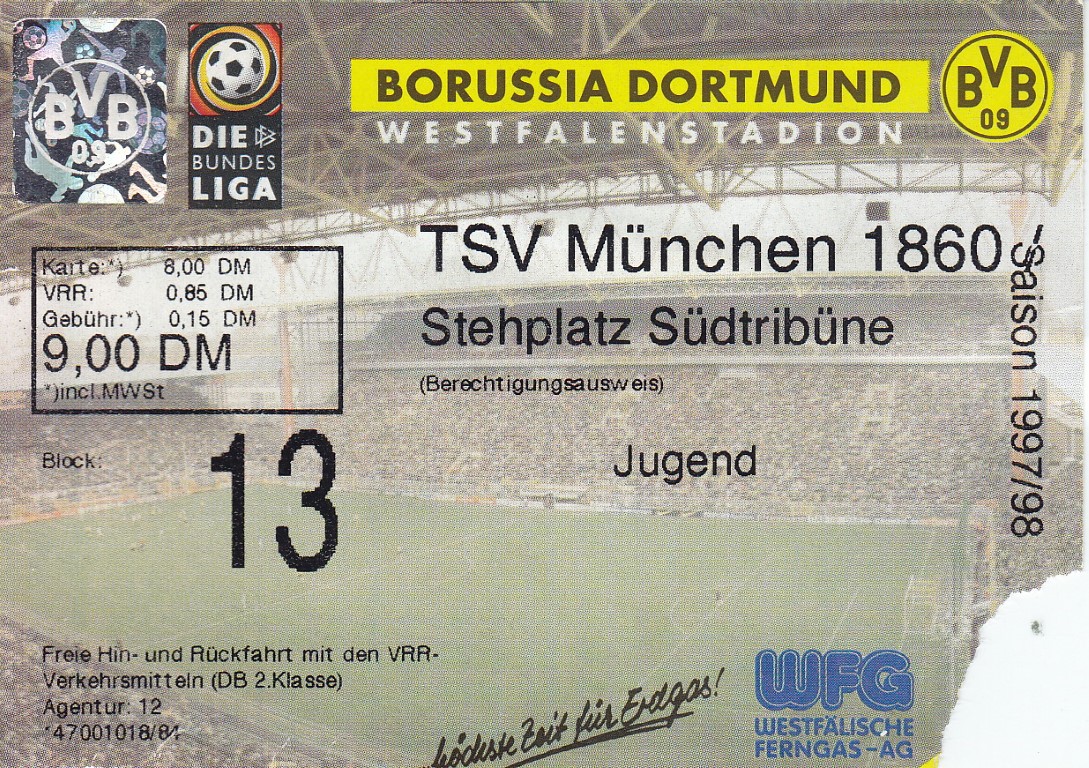 BVB
09
DIE
BUNDES
LIGA
BORUSSIA DORTMUND
WESTFALENSTADION
BVB
09
Karte:*) 8,00 DM
VRR: 0,85 DM
Gebühr:*) 0,15 DM
9,00 DM
*)incl.MWSt
TSV München 1860
Stehplatz Südtribüne
(Berechtigungsausweis)
Jugend
-Saison 1997/98
Block: 13
Freie Hin- und Rückfahrt mit den VRR-
Verkehrsmitteln (DB 2.Klasse)
Agentur: 12
*47001018/84
höchste Zeit für Erdgas!
WFG
WESTFÄLISCHE
FERNGAS-AG